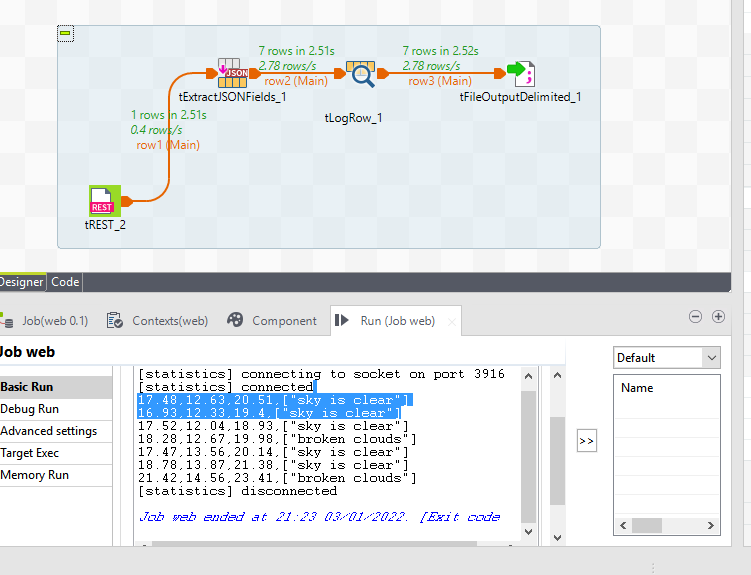 7 rows in 2.51s
2.78 rows/s
row2 (Main)
7 rows in 2.52s
2.78 rows/s
row3 (Main)
JSON
tExtractJSONFields_1
tLogRow_1
tFileOutputDelimited_1
1 rows in 2.51s
0.4 rows/s
row1 (Main)
REST
tREST_2
Designer
Code
Job(web 0.1)
Contexts(web)
Component
Run (Job web)
Job web
Basic Run
Debug Run
Advanced settings
Target Exec
Memory Run
[statistics] connecting to socket on port 3916
[statistics] connected
17.48,12.63,20.51,["sky is clear"]
16.93,12.33,19.4,["sky is clear"]
17.52,12.04,18.93,["sky is clear"]
18.28,12.67,19.98,["broken clouds"]
17.47,13.56,20.14,["sky is clear"]
18.78,13.87,21.38,["sky is clear"]
21.42,14.56,23.41,["broken clouds"]
[statistics] disconnected
Job web ended at 21:23 03/01/2022. [Exit code
>>
Default
Name